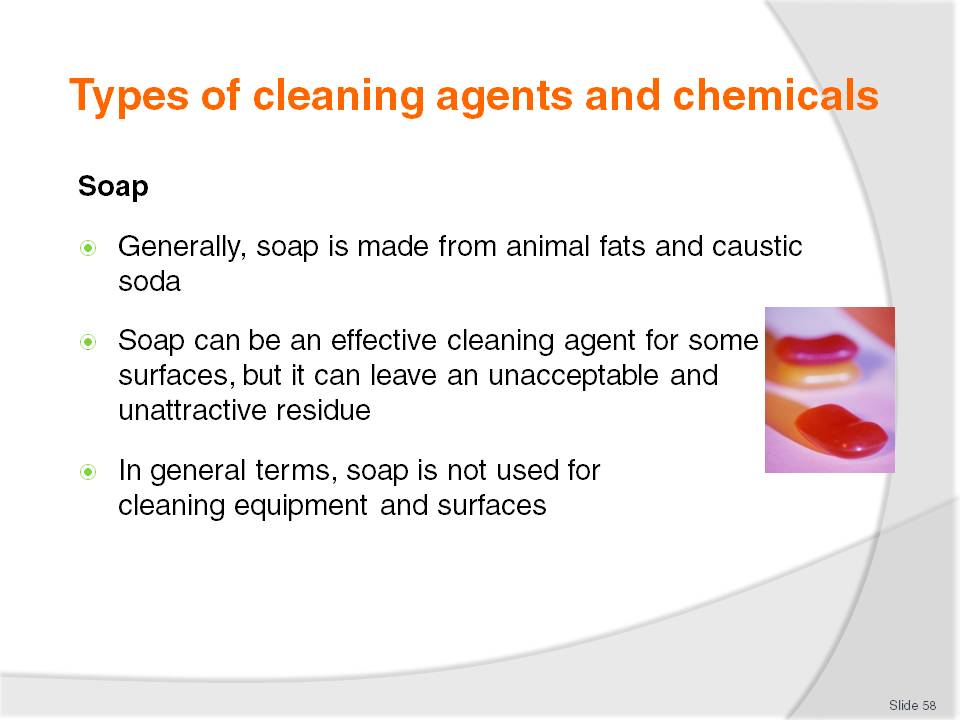 Types of cleaning agents and chemicals
Soap
Generally, soap is made from animal fats and caustic
soda
Soap can be an effective cleaning agent for some
surfaces, but it can leave an unacceptable and
unattractive residue
In general terms, soap is not used for
cleaning equipment and surfaces
Slide 58